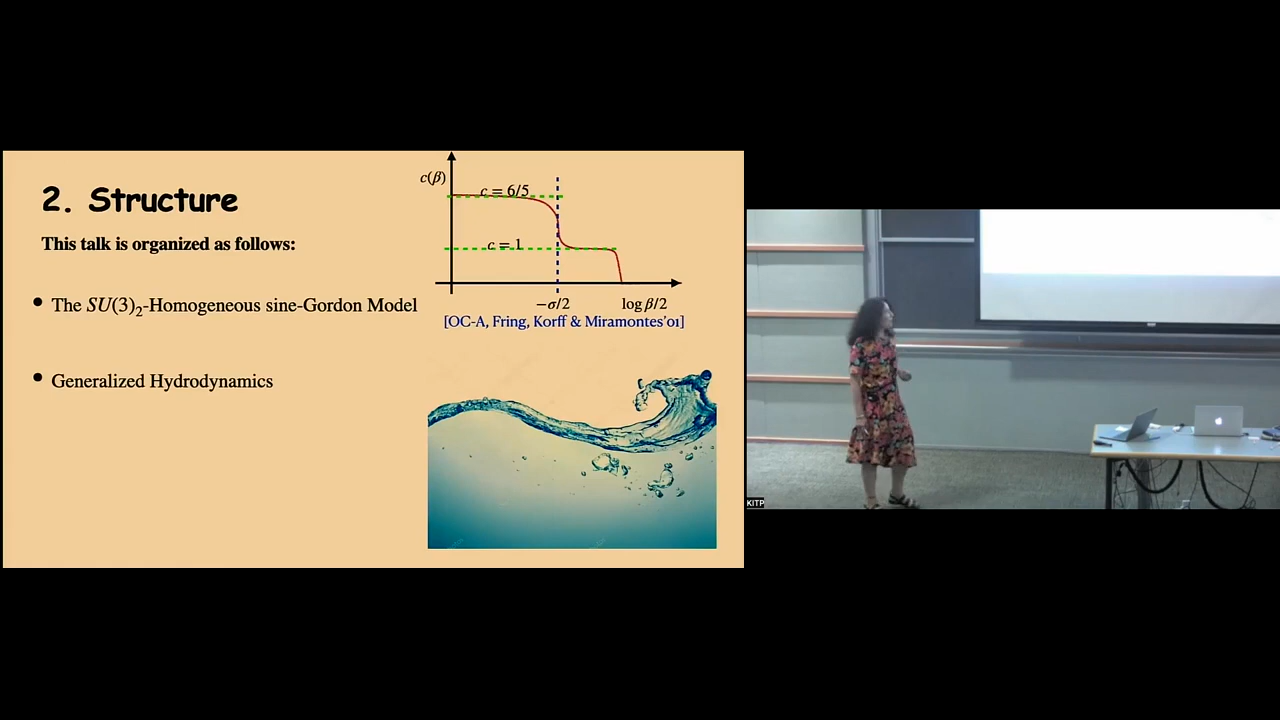 2. Structure
This talk is organized as follows:
• The SU(3)₂-Homogeneous sine-Gordon Model
• Generalized Hydrodynamics
c(β)
c = 6/5
c = 1
−σ/2
log β/2
[OC-A, Fring, Korff & Miramontes'01]
KITP